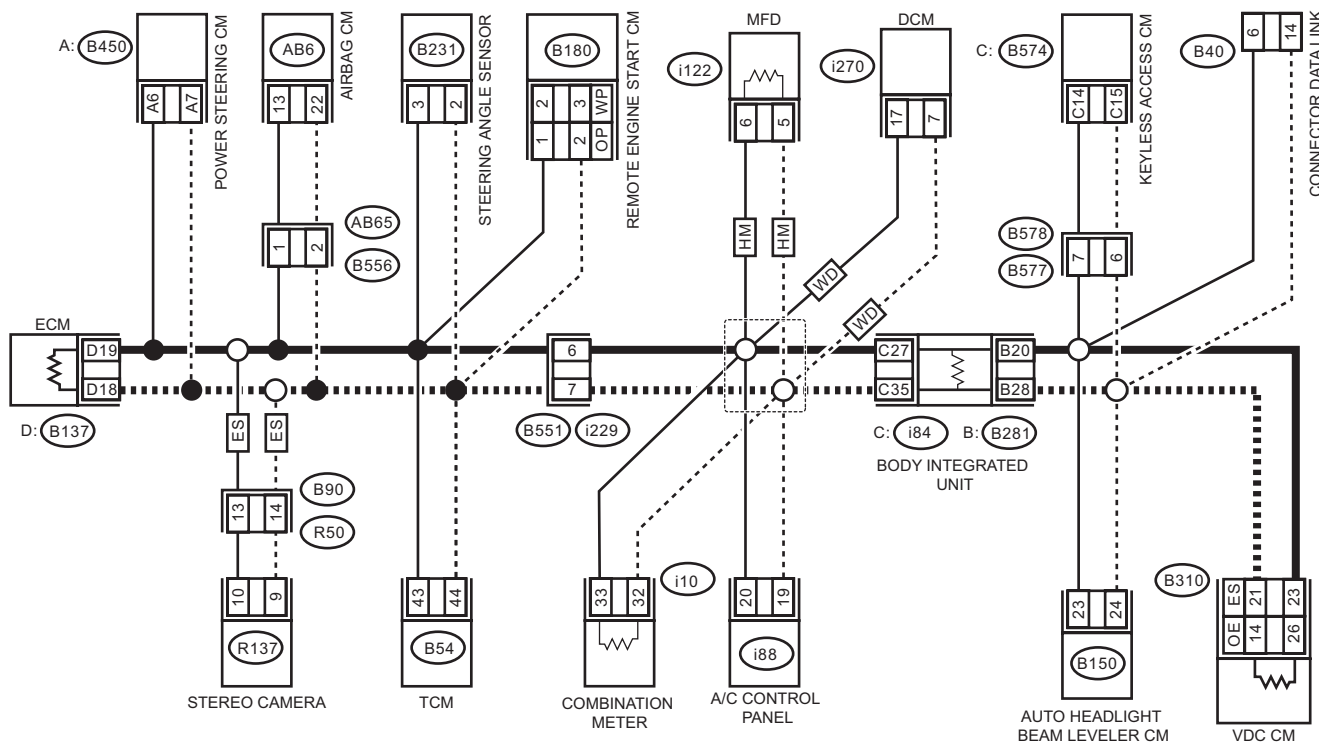 A: B450
A6 A7
POWER STEERING CM
AB6
13 22
AIRBAG CM
B231
3 2
STEERING ANGLE SENSOR
B180
2 3 WP
1 2 OP
REMOTE ENGINE START CM
MFD
i122
6 5
DCM
i270
17 7
C: B574
C14 C15
KEYLESS ACCESS CM
B40
6 14
CONNECTOR DATA LINK
AB65
1 2
B556
HM HM
WD
WD
B578
B577
7 6
ECM
D19
D18
D: B137
6
7
B551 i229
C27
C35
B20
B28
C: i84 B: B281
BODY INTEGRATED
UNIT
ES ES
B90
13 14
R50
10 9
R137
STEREO CAMERA
43 44
B54
TCM
i10
33 32
COMBINATION
METER
20 19
i88
A/C CONTROL
PANEL
23 24
B150
AUTO HEADLIGHT
BEAM LEVELER CM
B310
ES 21 23
OE 14 26
VDC CM